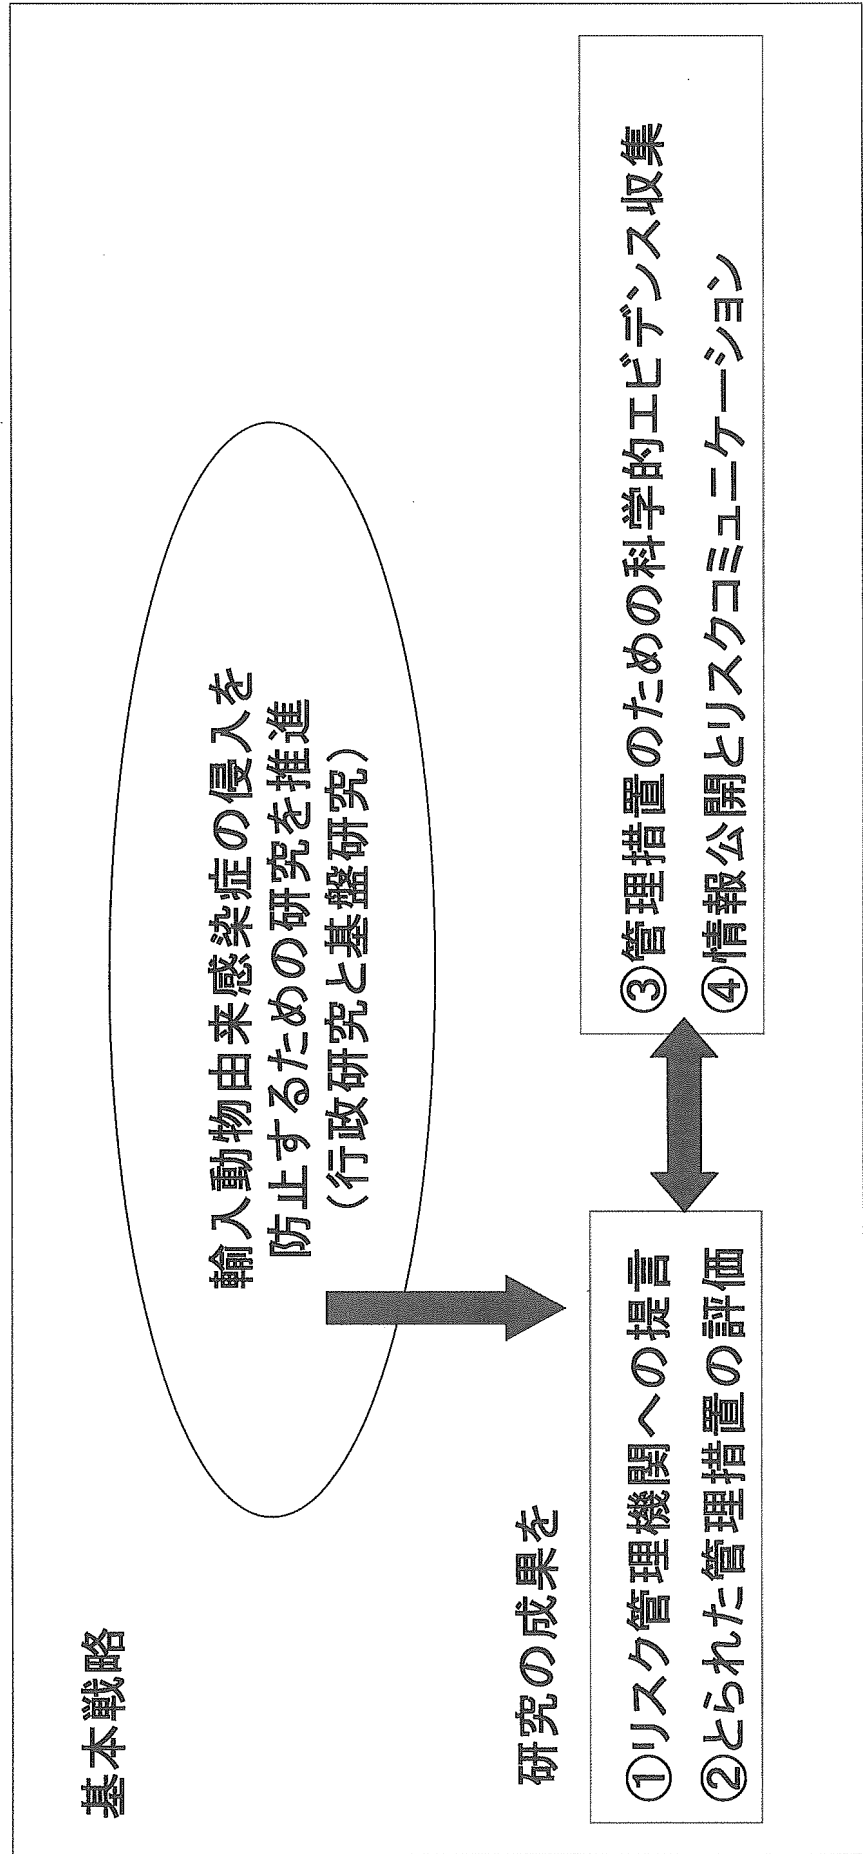 基本戦略
輸入動物由来感染症の侵入を
防止するための研究を推進
（行政研究と基盤研究）
研究の成果を
①リスク管理機関への提言
②とられた管理措置の評価
③管理措置のための科学的エビデンス収集
④情報公開とリスクコミュニケーション